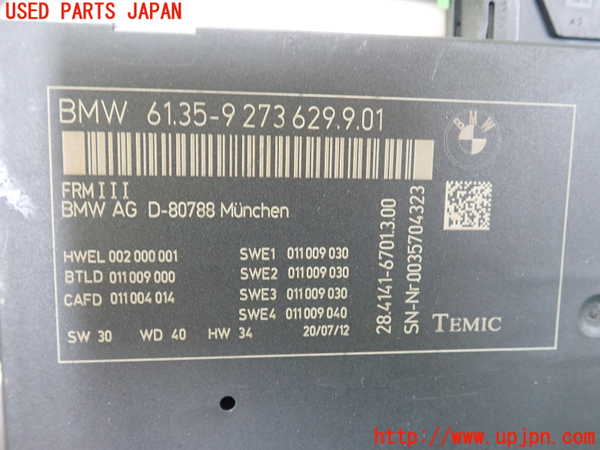 USED PARTS JAPAN
BMW 61.35-9 273 629.9.01
BMW
FRM III
BMW AG D-80788 München
HWEL 002 000 001
BTLD 011 009 000
CAFD 011 004 014
SWE1 011 009 030
SWE2 011 009 030
SWE3 011 009 030
SWE4 011 009 040
SW 30 WD 40 HW 34 20/07/12
28.4141-6701.3.00
SN-Nr.0035704323
TEMIC
http://www.upjpn.com/